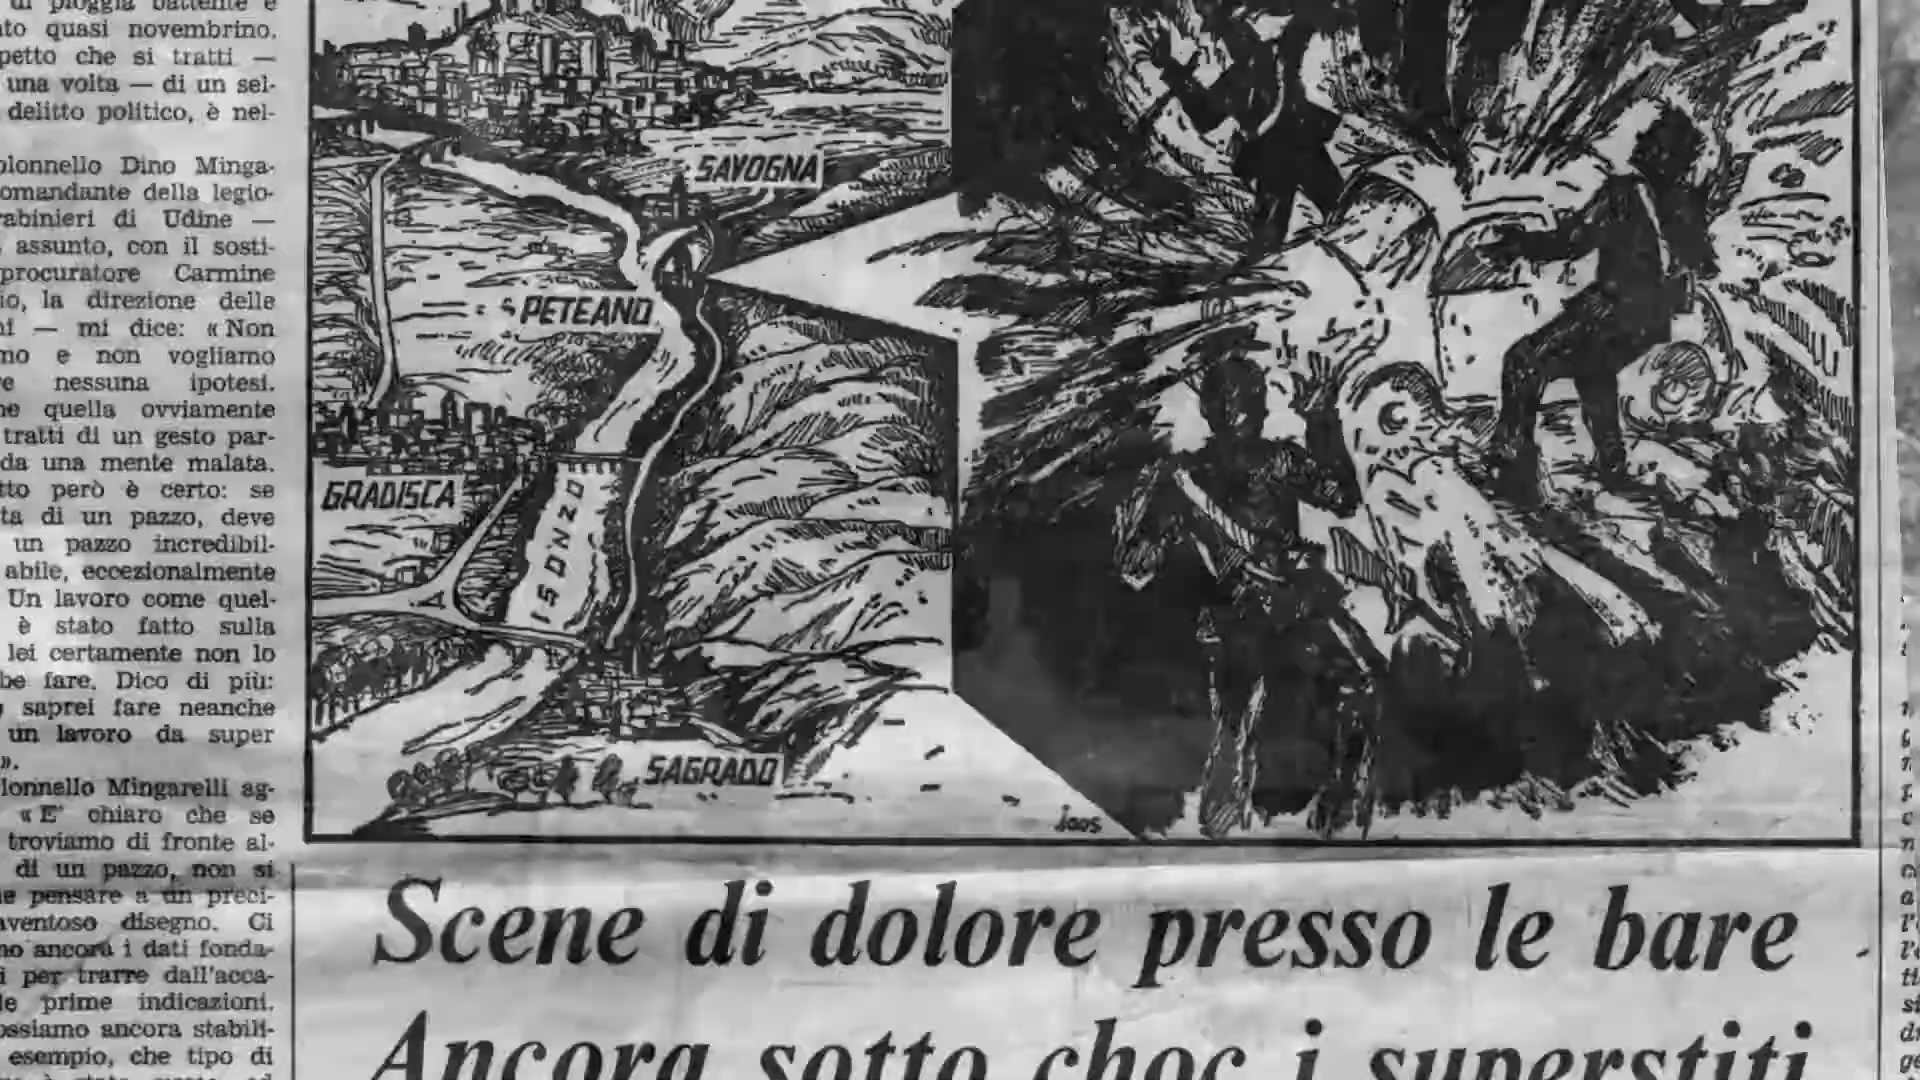 di pioggia battente e
to quasi novembrino.
petto che si tratti —
una volta — di un sel-
delitto politico, è nel-
olonnello Dino Minga-
omandante della legio-
rabinieri di Udine —
assunto, con il sosti-
procuratore Carmine
io, la direzione delle
ni — mi dice: «Non
mo e non vogliamo
re nessuna ipotesi.
ne quella ovviamente
tratti di un gesto par-
da una mente malata.
tto però è certo: se
ta di un pazzo, deve
un pazzo incredibil-
abile, eccezionalmente
Un lavoro come quel-
è stato fatto sulla
lei certamente non lo
be fare. Dico di più:
saprei fare neanche
un lavoro da super
».
lonnello Mingarelli ag-
«E' chiaro che se
troviamo di fronte al-
di un pazzo, non si
e pensare a un preci-
aventoso disegno. Ci
no ancora i dati fonda-
i per trarre dall'acca-
le prime indicazioni.
ossiamo ancora stabili-
esempio, che tipo di
SAVOGNA
PETEANO
GRADISCA
ISONZO
SAGRADO
Scene di dolore presso le bare
Ancora sotto choc i superstiti